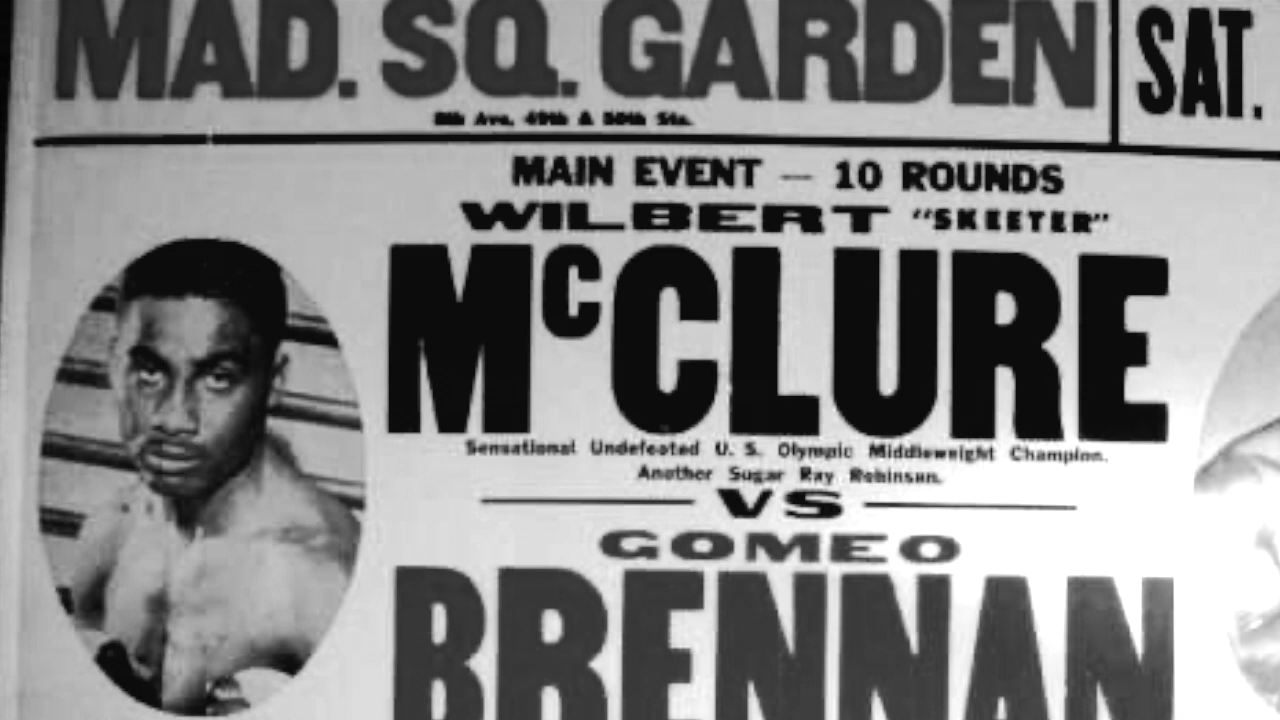 MAD. SQ. GARDEN
SAT.
8th Ave. 49th & 50th Sts.
MAIN EVENT — 10 ROUNDS
WILBERT "SKEETER"
McCLURE
Sensational Undefeated U. S. Olympic Middleweight Champion.
Another Sugar Ray Robinson.
VS
GOMEO
BRENNAN